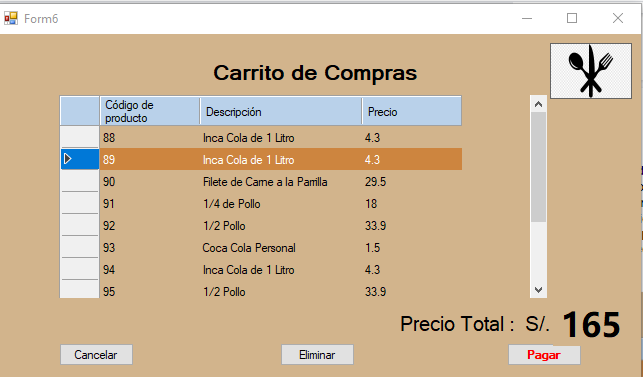 Form6
Carrito de Compras
Código de producto Descripción Precio
88 Inca Cola de 1 Litro 4.3
89 Inca Cola de 1 Litro 4.3
90 Filete de Carne a la Parrilla 29.5
91 1/4 de Pollo 18
92 1/2 Pollo 33.9
93 Coca Cola Personal 1.5
94 Inca Cola de 1 Litro 4.3
95 1/2 Pollo 33.9
Precio Total : S/. 165
Cancelar Eliminar Pagar